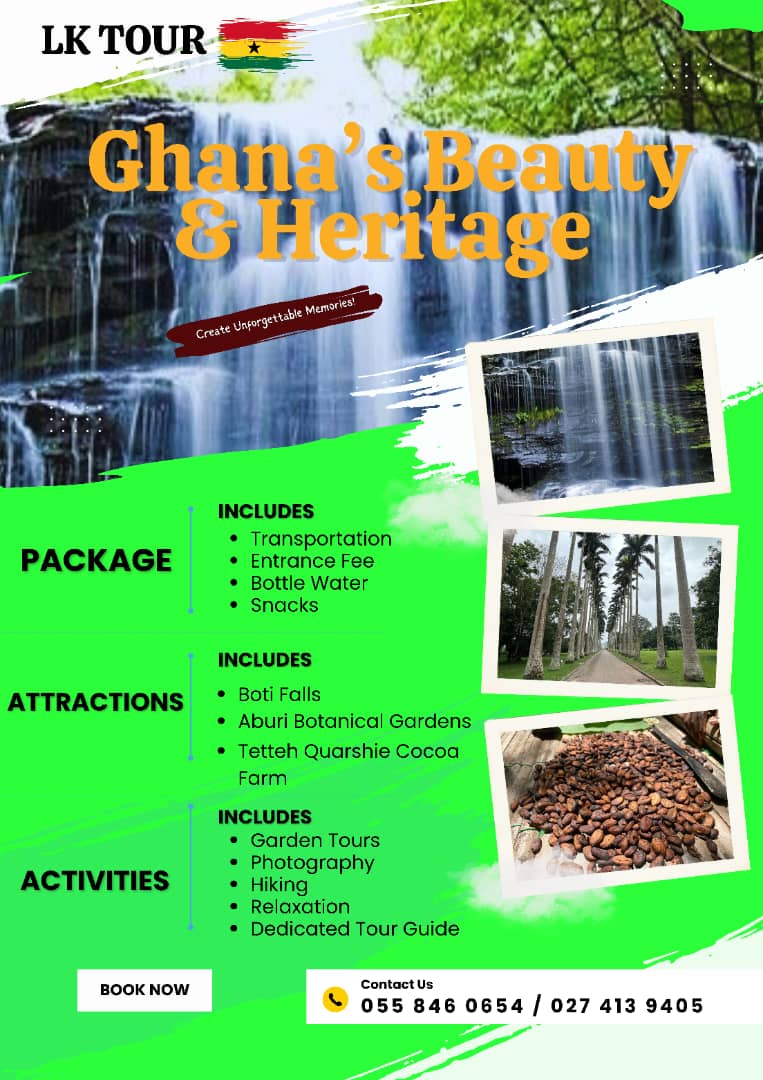 LK TOUR
Ghana's Beauty
& Heritage
Create Unforgettable Memories!
PACKAGE
INCLUDES
• Transportation
• Entrance Fee
• Bottle Water
• Snacks
ATTRACTIONS
INCLUDES
• Boti Falls
• Aburi Botanical Gardens
• Tetteh Quarshie Cocoa
Farm
ACTIVITIES
INCLUDES
• Garden Tours
• Photography
• Hiking
• Relaxation
• Dedicated Tour Guide
BOOK NOW
Contact Us
055 846 0654 / 027 413 9405